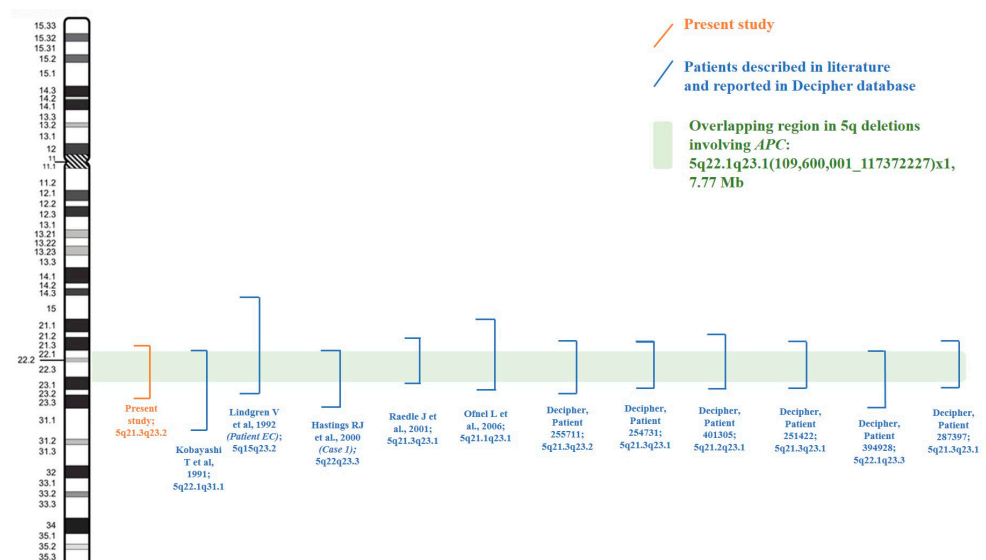 15.33
15.32
15.31
15.2
15.1
14.3
14.2
14.1
13.3
13.2
13.1
12
11
11.1
11.2
12.1
12.2
12.3
13.1
13.21
13.22
13.23
13.3
14.1
14.2
14.3
15
21.1
21.2
21.3
22.1
22.2
22.3
23.1
23.2
23.3
31.1
31.2
31.3
32
33.1
33.2
33.3
34
35.1
35.2
35.3
Present study
Patients described in literature
and reported in Decipher database
Overlapping region in 5q deletions
involving APC:
5q22.1q23.1(109,600,001_117372227)x1,
7.77 Mb
Present
study;
5q21.3q23.2
Kobayashi
T et al,
1991;
5q22.1q31.1
Lindgren V
et al, 1992
(Patient EC);
5q15q23.2
Hastings RJ
et al., 2000
(Case 1);
5q22q23.3
Raedle J et
al., 2001;
5q21.3q23.1
Ofnel L et
al., 2006;
5q21.1q23.1
Decipher,
Patient
255711;
5q21.3q23.2
Decipher,
Patient
254731;
5q21.3q23.1
Decipher,
Patient
401305;
5q21.2q23.1
Decipher,
Patient
251422;
5q21.3q23.1
Decipher,
Patient
394928;
5q22.1q23.3
Decipher,
Patient
287397;
5q21.3q23.1